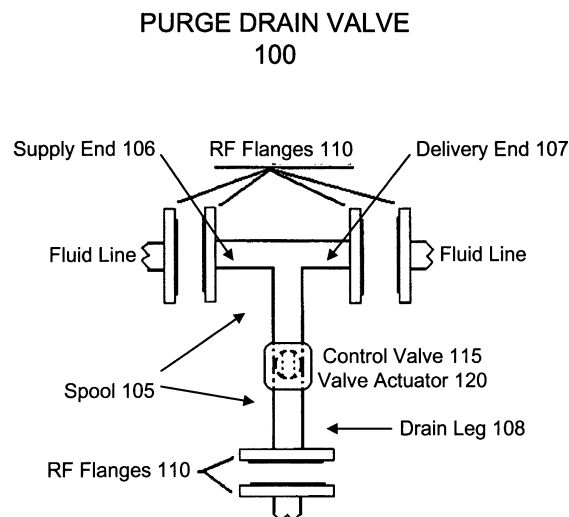 PURGE DRAIN VALVE
100
Supply End 106
RF Flanges 110
Delivery End 107
Fluid Line
Fluid Line
Control Valve 115
Valve Actuator 120
Spool 105
Drain Leg 108
RF Flanges 110